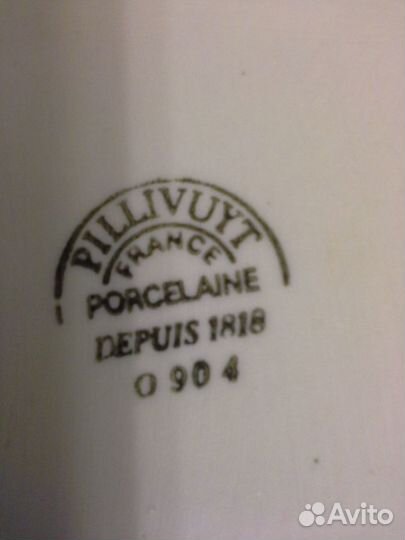 PILLIVUYT
FRANCE
PORCELAINE
DEPUIS 1818
O 904
Avito